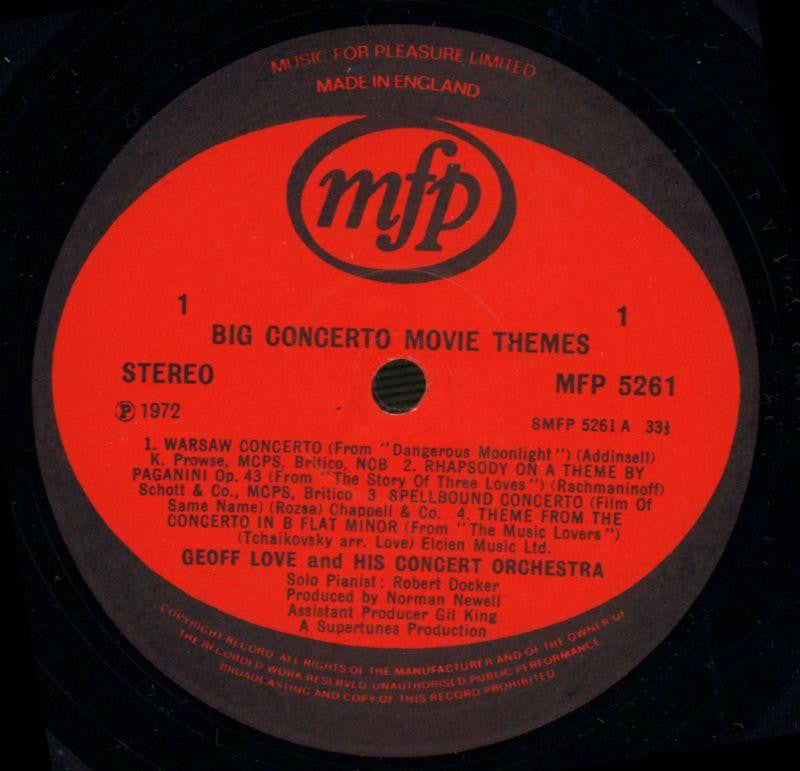 MUSIC FOR PLEASURE LIMITED
MADE IN ENGLAND
mfp
1
1
BIG CONCERTO MOVIE THEMES
STEREO
MFP 5261
Ⓟ 1972
SMFP 5261 A 33⅓
1. WARSAW CONCERTO (From "Dangerous Moonlight") (Addinsell)
K. Prowse, MCPS, Britico, NCB 2. RHAPSODY ON A THEME BY
PAGANINI Op. 43 (From "The Story Of Three Loves") (Rachmaninoff)
Schott & Co., MCPS, Britico 3 SPELLBOUND CONCERTO (Film Of
Same Name) (Rozsa) Chappell & Co. 4. THEME FROM THE
CONCERTO IN B FLAT MINOR (From "The Music Lovers")
(Tchaikovsky arr. Love) Elcien Music Ltd.
GEOFF LOVE and HIS CONCERT ORCHESTRA
Solo Pianist: Robert Docker
Produced by Norman Newell
Assistant Producer Gil King
A Supertunes Production
COPYRIGHT RECORD ALL RIGHTS OF THE MANUFACTURER AND OF THE OWNER OF
THE RECORDED WORK RESERVED UNAUTHORISED PUBLIC PERFORMANCE
BROADCASTING AND COPY OF THIS RECORD PROHIBITED